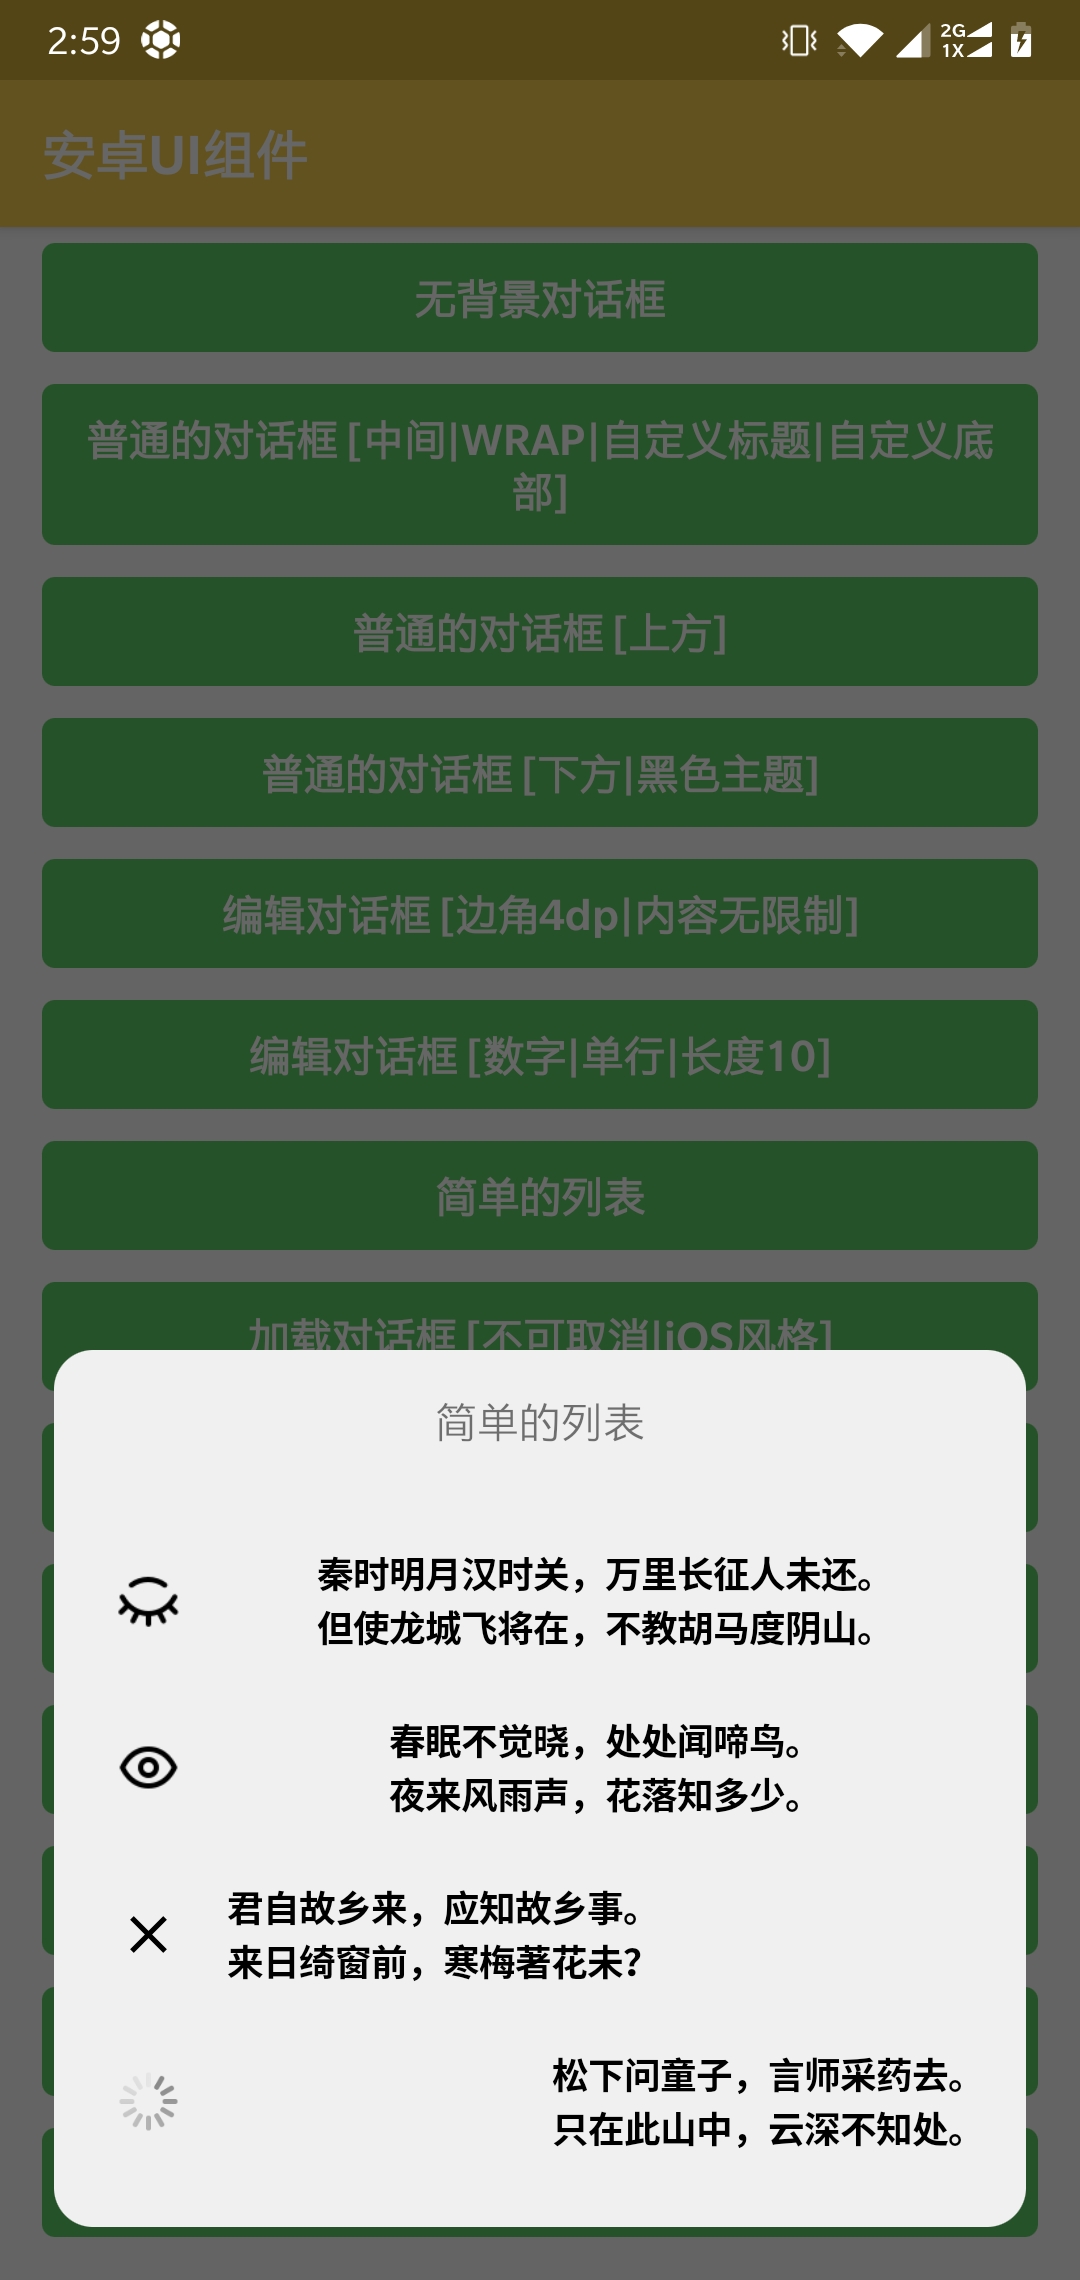 2:59
2G
1X
安卓UI组件
无背景对话框
普通的对话框 [中间|WRAP|自定义标题|自定义底
部]
普通的对话框 [上方]
普通的对话框 [下方|黑色主题]
编辑对话框 [边角4dp|内容无限制]
编辑对话框 [数字|单行|长度10]
简单的列表
加载对话框 [不可取消|iOS风格]
简单的列表
秦时明月汉时关，万里长征人未还。
但使龙城飞将在，不教胡马度阴山。
春眠不觉晓，处处闻啼鸟。
夜来风雨声，花落知多少。
君自故乡来，应知故乡事。
来日绮窗前，寒梅著花未?
松下问童子，言师采药去。
只在此山中，云深不知处。